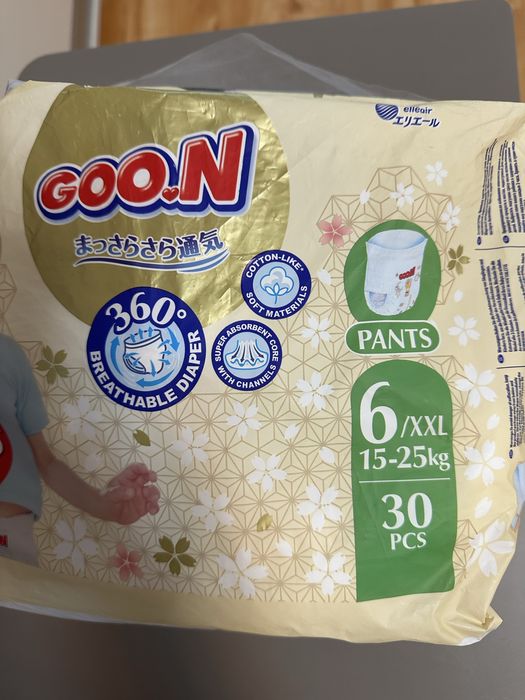 elleair
エリエール
GOO.N
まっさらさら通気
360°
BREATHABLE DIAPER
COTTON-LIKE*
SOFT MATERIALS
SUPER ABSORBENT CORE
WITH CHANNELS
GOO.N
PANTS
6/XXL
15-25kg
30
PCS